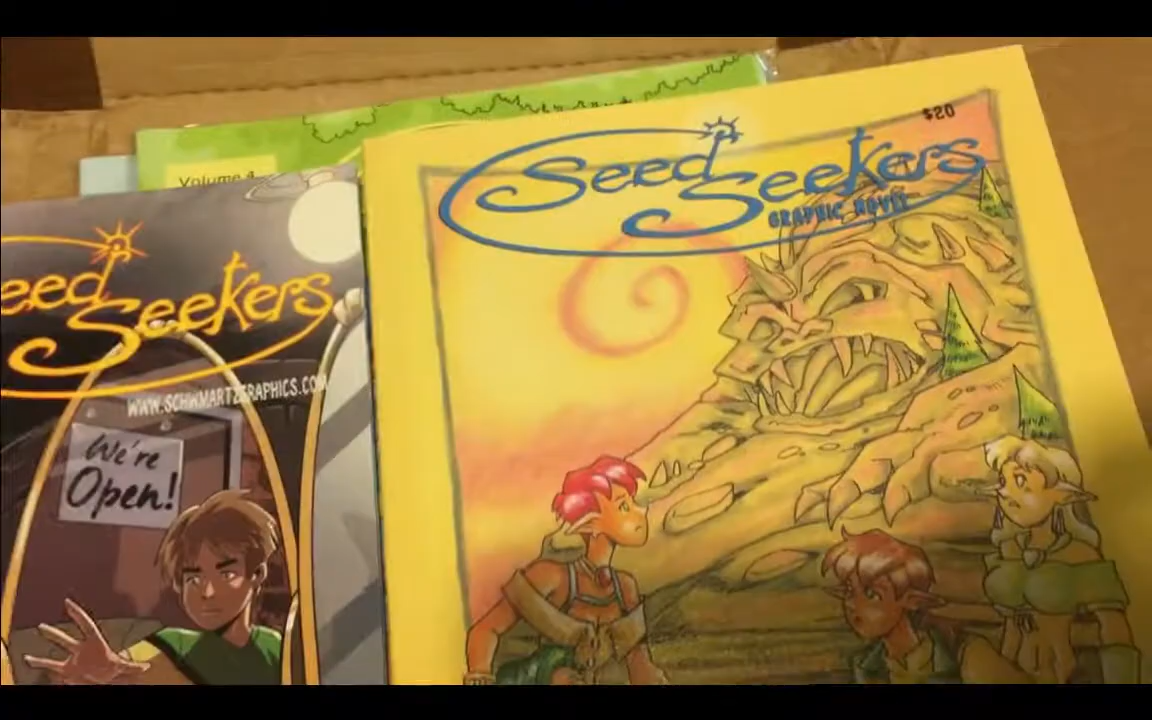 Volume 4
$20
Seed
Seekers
GRAPHIC NOVEL
eed
Seekers
WWW.SCHWARTZGRAPHICS.COM
We're
Open!